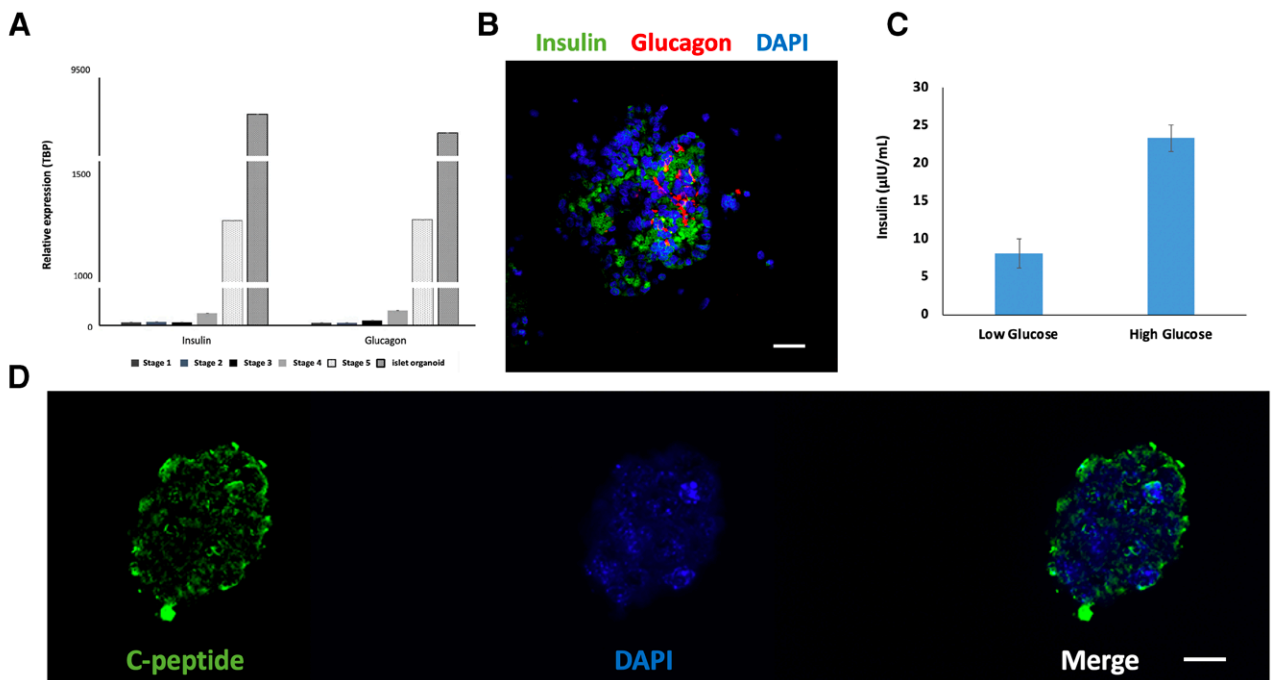 A
9500
1500
1000
0
Relative expression (TBP)
Insulin Glucagon
Stage 1 Stage 2 Stage 3 Stage 4 Stage 5 islet organoid
B
Insulin Glucagon DAPI
C
30
25
20
15
10
5
0
Insulin (µIU/mL)
Low Glucose High Glucose
D
C-peptide DAPI Merge